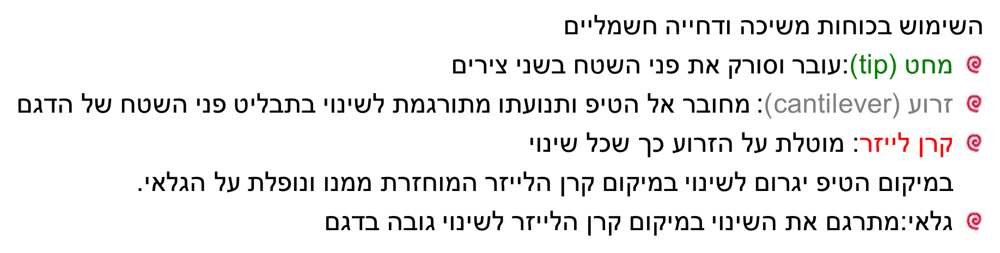 השימוש בכוחות משיכה ודחייה חשמליים
מחט (tip):עובר וסורק את פני השטח בשני צירים
זרוע (cantilever): מחובר אל הטיפ ותנועתו מתורגמת לשינוי בתבליט פני השטח של הדגם
קרן לייזר: מוטלת על הזרוע כך שכל שינוי
במיקום הטיפ יגרום לשינוי במיקום קרן הלייזר המוחזרת ממנו ונופלת על הגלאי.
גלאי:מתרגם את השינוי במיקום קרן הלייזר לשינוי גובה בדגם